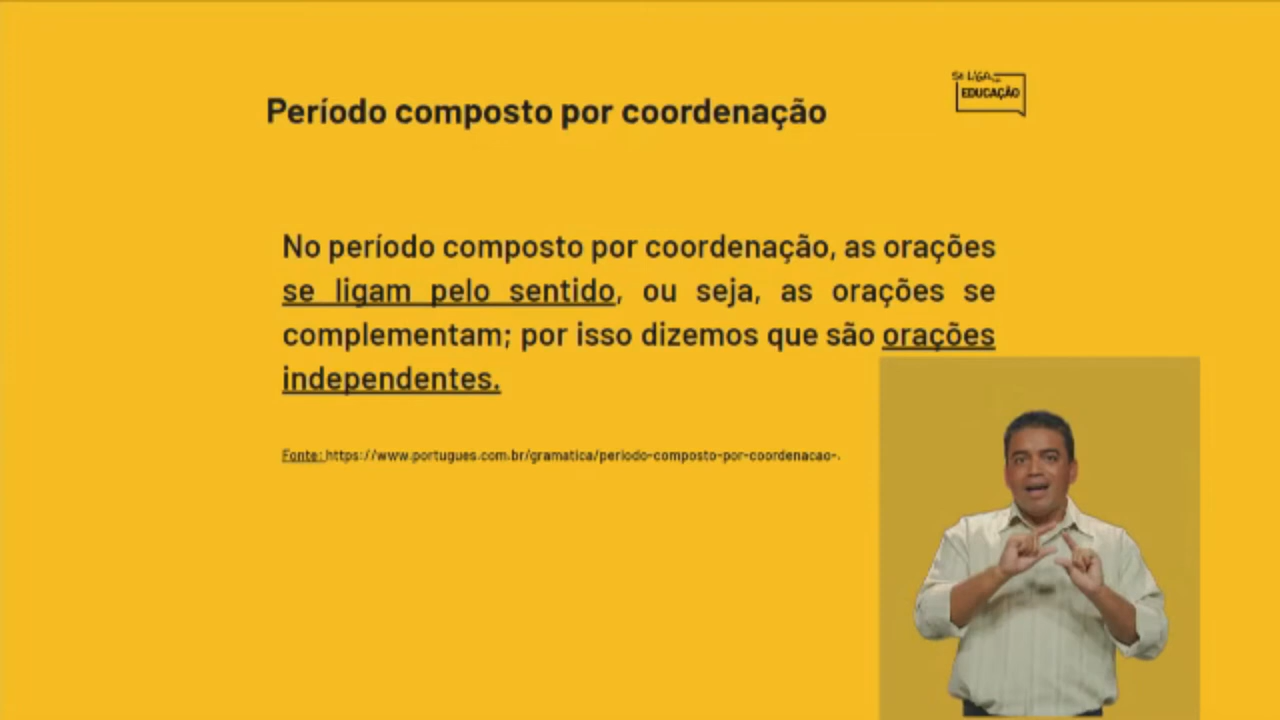 Se LIGA na
EDUCAÇÃO
Período composto por coordenação
No período composto por coordenação, as orações
se ligam pelo sentido, ou seja, as orações se
complementam; por isso dizemos que são orações
independentes.
Fonte: https://www.portugues.com.br/gramatica/periodo-composto-por-coordenacao-.